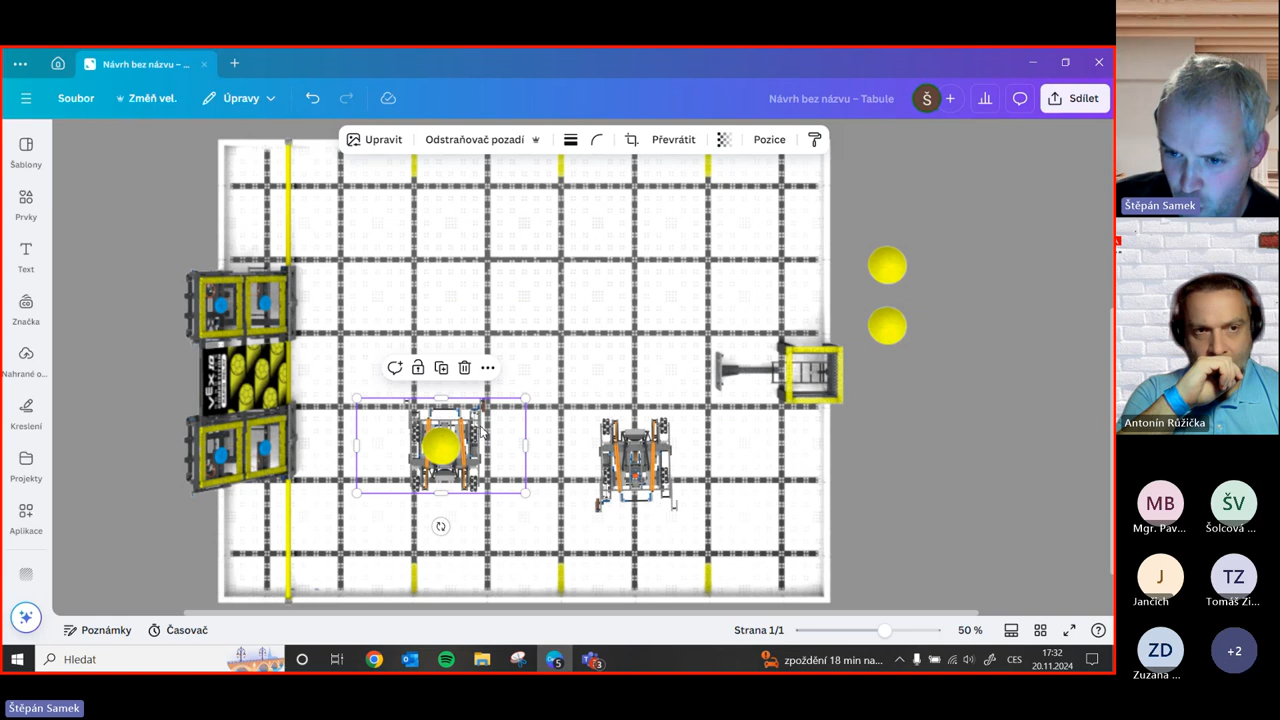 Návrh bez názvu – ...
Soubor
Změň vel.
Úpravy
Návrh bez názvu – Tabule
Š
Sdílet
Upravit
Odstraňovač pozadí
Převrátit
Pozice
Šablony
Prvky
Text
Značka
Nahrané o...
Kreslení
Projekty
Aplikace
Poznámky
Časovač
Strana 1/1
50 %
Hledat
5
3
zpoždění 18 min na...
CES
17:32
20.11.2024
Štěpán Samek
Antonín Růžička
MB
Mgr. Pav...
ŠV
Šolcová ...
J
Jančich
TZ
Tomáš Zi...
ZD
Zuzana ...
+2
Štěpán Samek